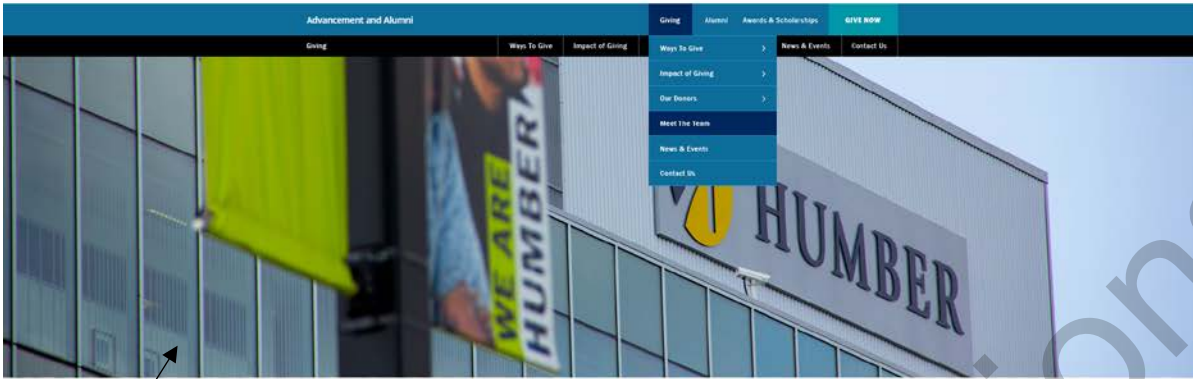 Advancement and Alumni
Giving Alumni Awards & Scholarships GIVE NOW
Giving Ways To Give Impact of Giving News & Events Contact Us
Ways To Give
Impact of Giving
Our Donors
Meet The Team
News & Events
Contact Us
WE ARE
HUMBER
HUMBER